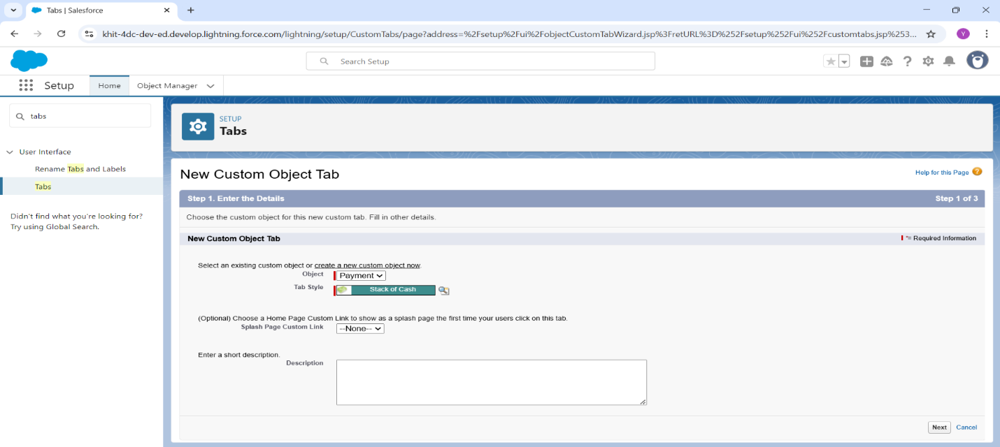 Tabs | Salesforce
khit-4dc-dev-ed.develop.lightning.force.com/lightning/setup/CustomTabs/page?address=%2Fsetup%2Fui%2FobjectCustomTabWizard.jsp%3FretURL%3D%252Fsetup%252Fui%252Fcustomtabs.jsp%253...
Y
Search Setup
Setup
Home
Object Manager
tabs
User Interface
Rename Tabs and Labels
Tabs
Didn't find what you're looking for?
Try using Global Search.
SETUP
Tabs
New Custom Object Tab
Help for this Page ?
Step 1. Enter the Details
Step 1 of 3
Choose the custom object for this new custom tab. Fill in other details.
New Custom Object Tab
*= Required Information
Select an existing custom object or create a new custom object now.
Object
Payment
Tab Style
Stack of Cash
(Optional) Choose a Home Page Custom Link to show as a splash page the first time your users click on this tab.
Splash Page Custom Link
--None--
Enter a short description.
Description
Next
Cancel